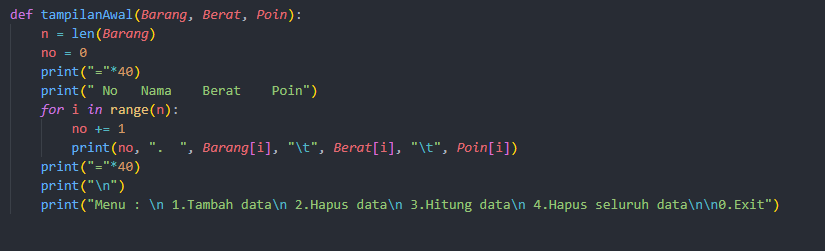 def tampilanAwal(Barang, Berat, Poin):
    n = len(Barang)
    no = 0
    print("="*40)
    print(" No   Nama    Berat    Poin")
    for i in range(n):
        no += 1
        print(no, ".  ", Barang[i], "\t", Berat[i], "\t", Poin[i])
    print("="*40)
    print("\n")
    print("Menu : \n 1.Tambah data\n 2.Hapus data\n 3.Hitung data\n 4.Hapus seluruh data\n\n0.Exit")